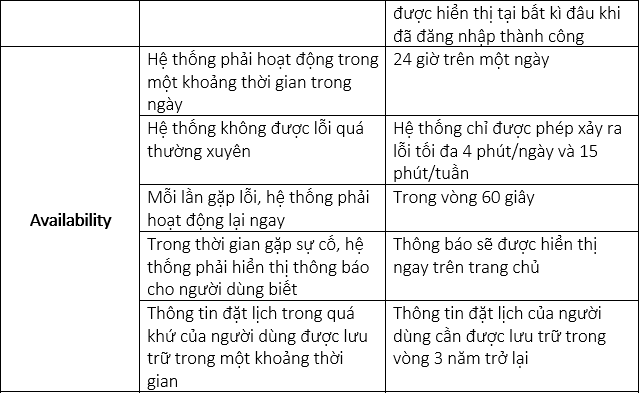 được hiển thị tại bất kì đâu khi
đã đăng nhập thành công
Availability
Hệ thống phải hoạt động trong
một khoảng thời gian trong
ngày
24 giờ trên một ngày
Hệ thống không được lỗi quá
thường xuyên
Hệ thống chỉ được phép xảy ra
lỗi tối đa 4 phút/ngày và 15
phút/tuần
Mỗi lần gặp lỗi, hệ thống phải
hoạt động lại ngay
Trong vòng 60 giây
Trong thời gian gặp sự cố, hệ
thống phải hiển thị thông báo
cho người dùng biết
Thông báo sẽ được hiển thị
ngay trên trang chủ
Thông tin đặt lịch trong quá
khứ của người dùng được lưu
trữ trong một khoảng thời
gian
Thông tin đặt lịch của người
dùng cần được lưu trữ trong
vòng 3 năm trở lại